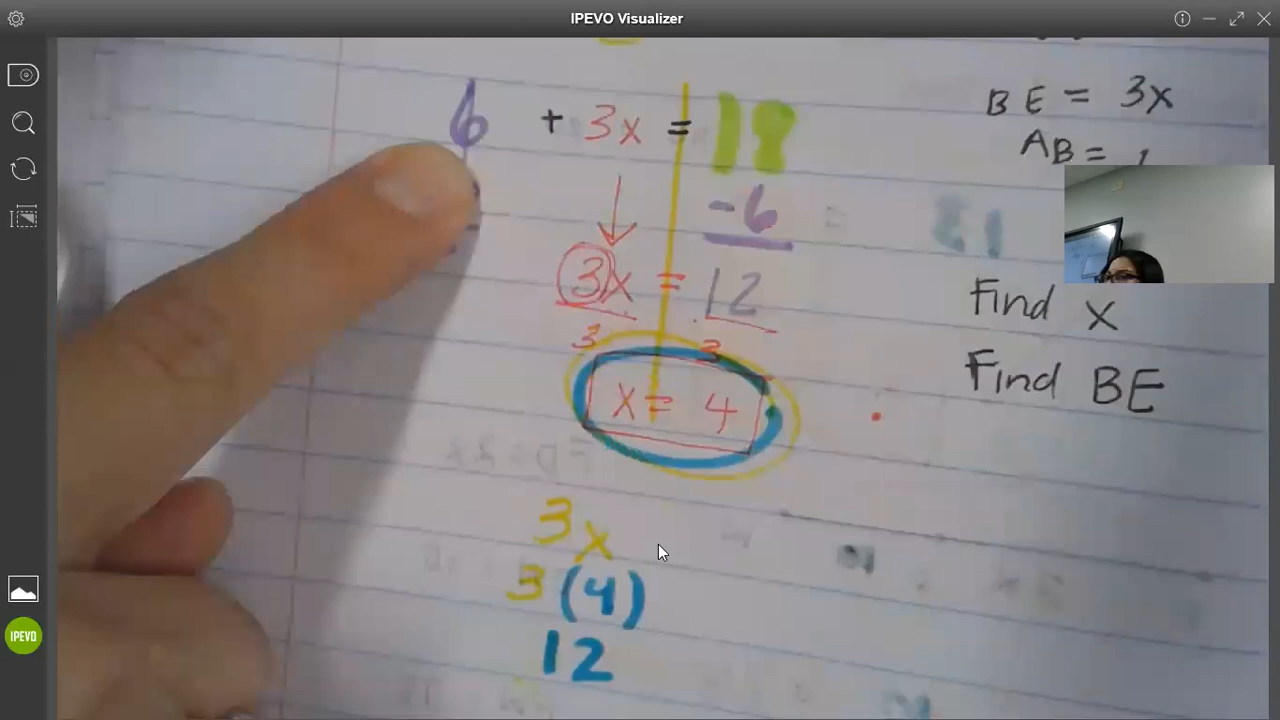 IPEVO Visualizer
6 + 3x = 18
-6
3x = 12
3
x = 4
3x
3(4)
12
BE = 3x
AB =
Find x
Find BE
IPEVO